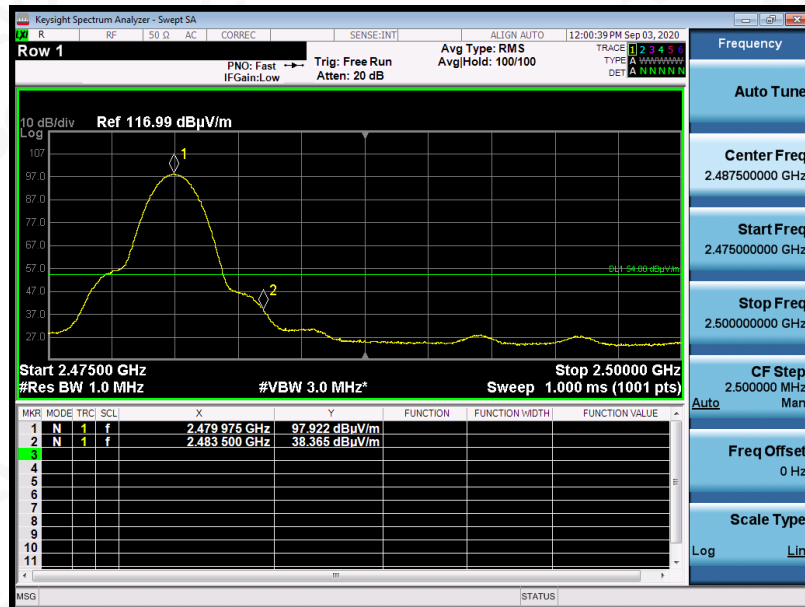 Keysight Spectrum Analyzer - Swept SA
LXI R RF 50 Ω AC CORREC SENSE:INT ALIGN AUTO 12:00:39 PM Sep 03, 2020
Row 1
PNO: Fast
IFGain:Low
Trig: Free Run
Atten: 20 dB
Avg Type: RMS
Avg|Hold: 100/100
TRACE 1 2 3 4 5 6
TYPE A WWWWW
DET A N N N N N
10 dB/div
Log
Ref 116.99 dBµV/m
107
97.0
87.0
77.0
67.0
57.0
47.0
37.0
27.0
1
2
DL1 54.00 dBµV/m
Start 2.47500 GHz
Stop 2.50000 GHz
#Res BW 1.0 MHz
#VBW 3.0 MHz*
Sweep 1.000 ms (1001 pts)
MKR MODE TRC SCL X Y FUNCTION FUNCTION WIDTH FUNCTION VALUE
1 N 1 f 2.479 975 GHz 97.922 dBµV/m
2 N 1 f 2.483 500 GHz 38.365 dBµV/m
3
4
5
6
7
8
9
10
11
MSG
STATUS
Frequency
Auto Tune
Center Freq
2.487500000 GHz
Start Freq
2.475000000 GHz
Stop Freq
2.500000000 GHz
CF Step
2.500000 MHz
Auto Man
Freq Offset
0 Hz
Scale Type
Log Lin